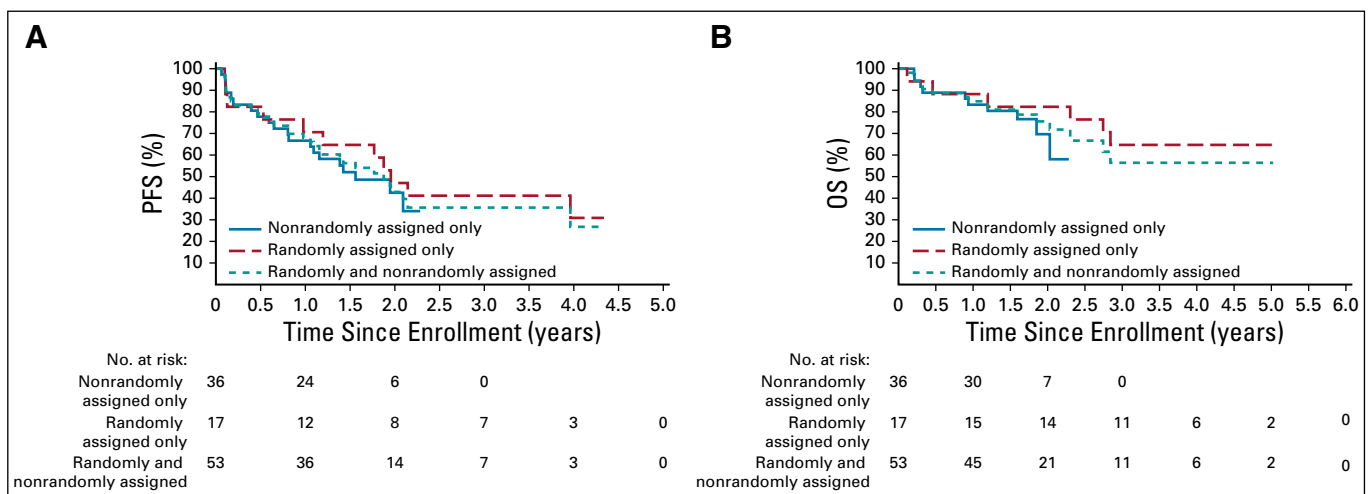 A
100
90
80
70
60
50
40
30
20
10
PFS (%)
Nonrandomly assigned only
Randomly assigned only
Randomly and nonrandomly assigned
0 0.5 1.0 1.5 2.0 2.5 3.0 3.5 4.0 4.5 5.0
Time Since Enrollment (years)
No. at risk:
Nonrandomly 36 24 6 0
assigned only
Randomly 17 12 8 7 3 0
assigned only
Randomly and 53 36 14 7 3 0
nonrandomly assigned
B
100
90
80
70
60
50
40
30
20
10
OS (%)
Nonrandomly assigned only
Randomly assigned only
Randomly and nonrandomly assigned
0 0.5 1.0 1.5 2.0 2.5 3.0 3.5 4.0 4.5 5.0 5.5 6.0
Time Since Enrollment (years)
No. at risk:
Nonrandomly 36 30 7 0
assigned only
Randomly 17 15 14 11 6 2 0
assigned only
Randomly and 53 45 21 11 6 2 0
nonrandomly assigned